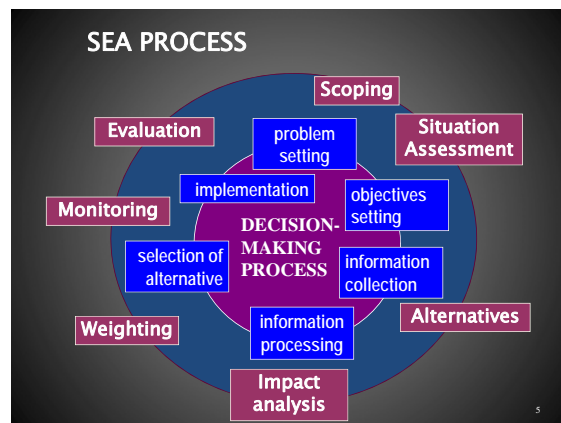 SEA PROCESS
Scoping
Evaluation
problem
setting
Situation
Assessment
implementation
objectives
setting
Monitoring
DECISION-
MAKING
PROCESS
selection of
alternative
information
collection
Alternatives
Weighting
information
processing
Impact
analysis
5